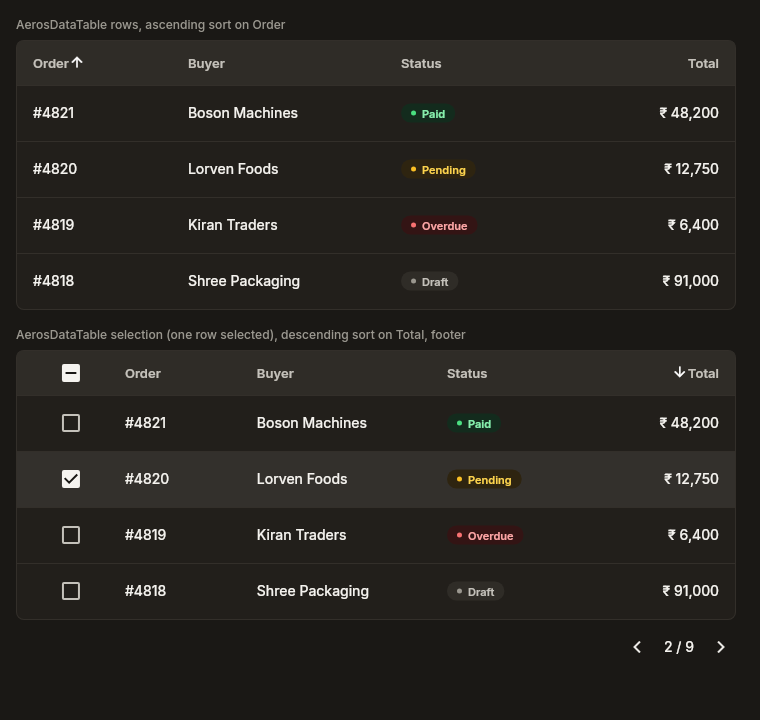 AerosDataTable rows, ascending sort on Order
Order Buyer Status Total
#4821 Boson Machines Paid ₹ 48,200
#4820 Lorven Foods Pending ₹ 12,750
#4819 Kiran Traders Overdue ₹ 6,400
#4818 Shree Packaging Draft ₹ 91,000
AerosDataTable selection (one row selected), descending sort on Total, footer
Order Buyer Status Total
#4821 Boson Machines Paid ₹ 48,200
#4820 Lorven Foods Pending ₹ 12,750
#4819 Kiran Traders Overdue ₹ 6,400
#4818 Shree Packaging Draft ₹ 91,000
2 / 9